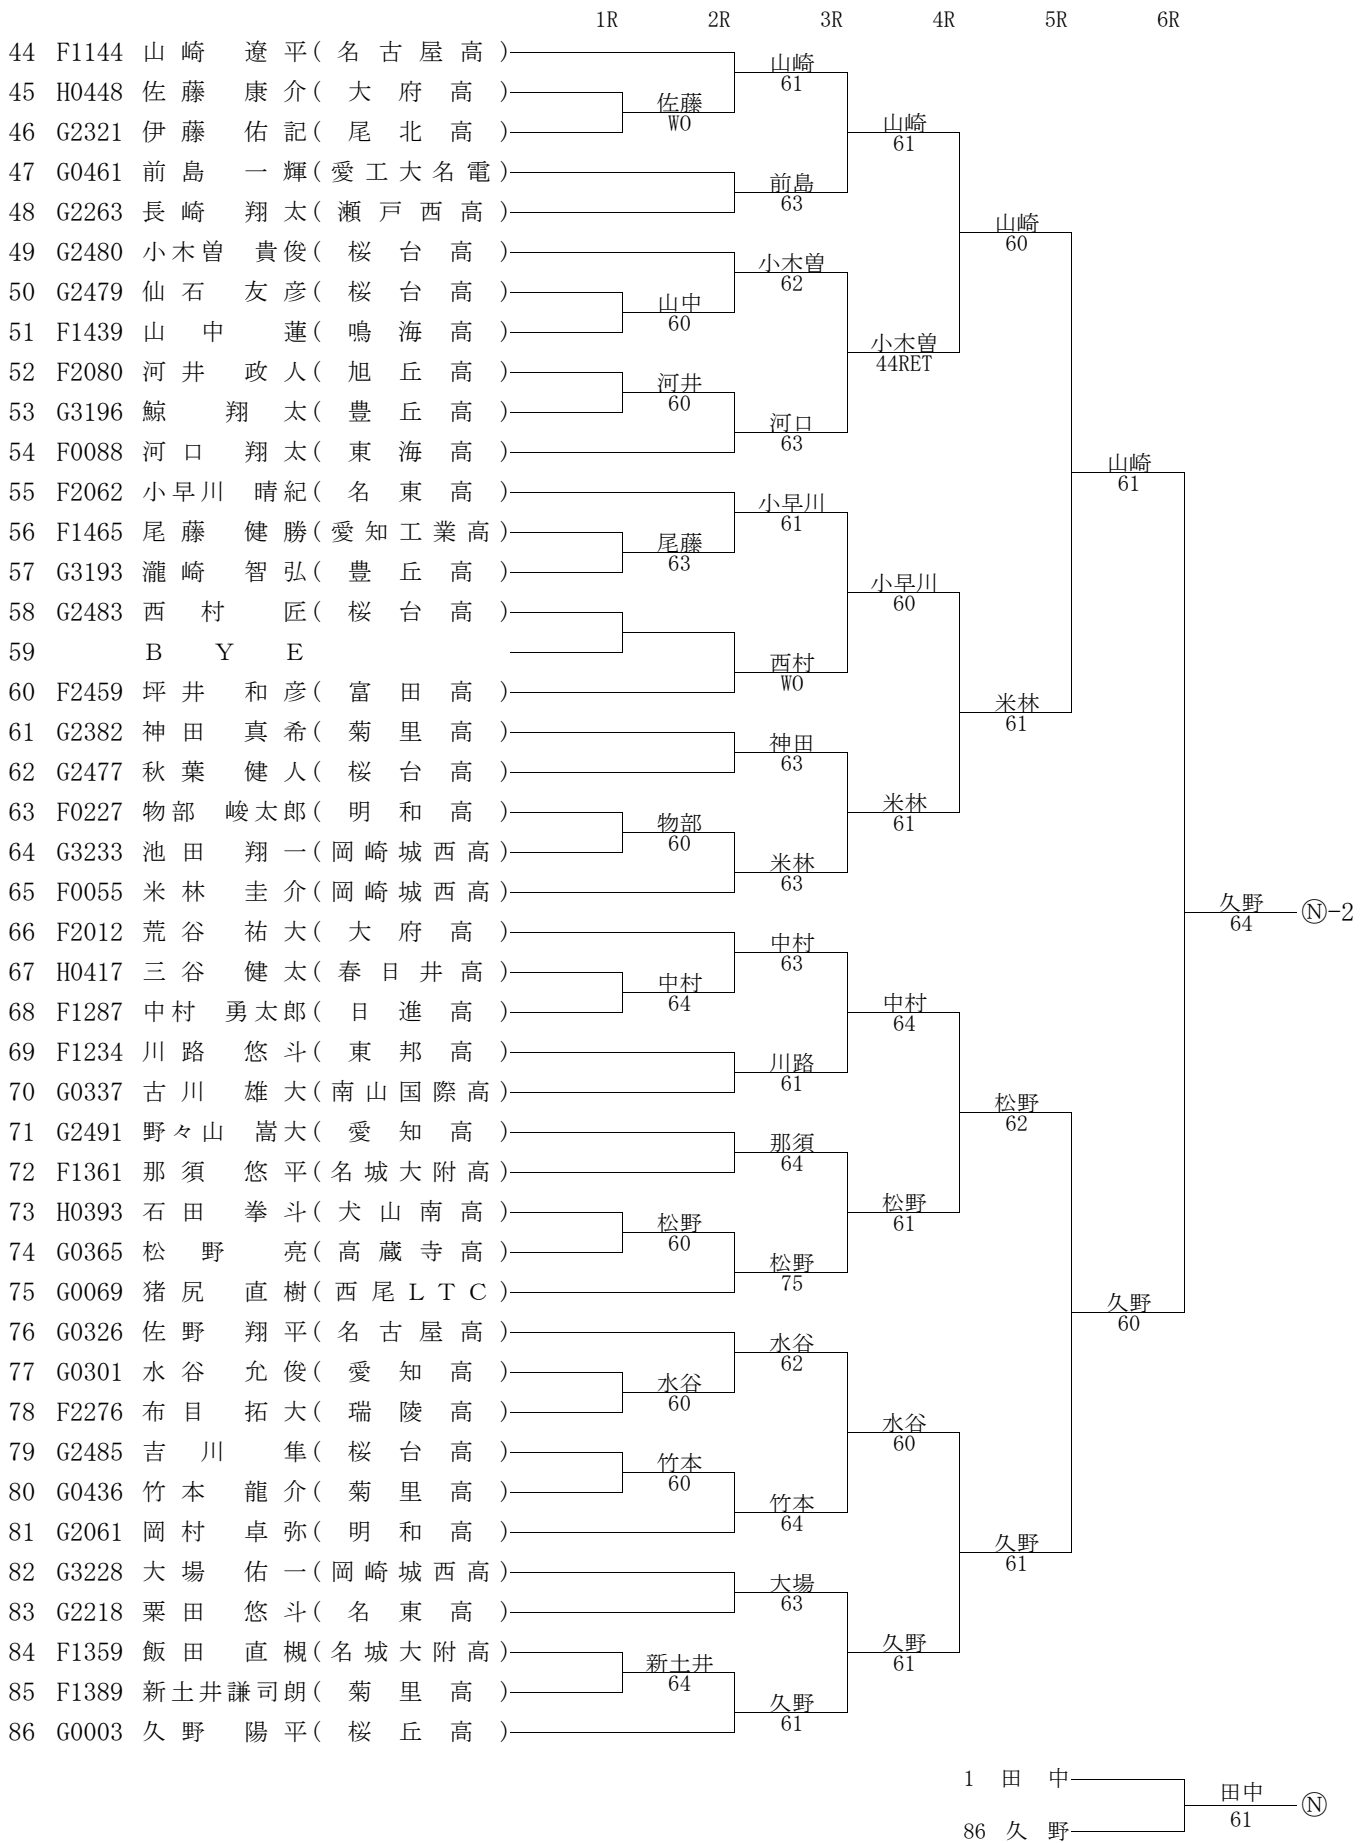 1R 2R 3R 4R 5R 6R
44 F1144 山崎 遼平(名古屋高)
山崎
61
45 H0448 佐藤 康介(大府高)
佐藤
WO
46 G2321 伊藤 佑記(尾北高)
山崎
61
47 G0461 前島 一輝(愛工大名電)
前島
63
48 G2263 長崎 翔太(瀬戸西高)
山崎
60
49 G2480 小木曽 貴俊(桜台高)
小木曽
62
50 G2479 仙石 友彦(桜台高)
山中
60
51 F1439 山中 蓮(鳴海高)
小木曽
44RET
52 F2080 河井 政人(旭丘高)
河井
60
53 G3196 鯨 翔太(豊丘高)
河口
63
54 F0088 河口 翔太(東海高)
山崎
61
55 F2062 小早川 晴紀(名東高)
小早川
61
56 F1465 尾藤 健勝(愛知工業高)
尾藤
63
57 G3193 瀧崎 智弘(豊丘高)
小早川
60
58 G2483 西村 匠(桜台高)
59 BYE
西村
WO
60 F2459 坪井 和彦(富田高)
米林
61
61 G2382 神田 真希(菊里高)
神田
63
62 G2477 秋葉 健人(桜台高)
米林
61
63 F0227 物部 峻太郎(明和高)
物部
60
64 G3233 池田 翔一(岡崎城西高)
米林
63
65 F0055 米林 圭介(岡崎城西高)
久野
64
Ⓝ-2
66 F2012 荒谷 祐大(大府高)
中村
63
67 H0417 三谷 健太(春日井高)
中村
64
68 F1287 中村 勇太郎(日進高)
中村
64
69 F1234 川路 悠斗(東邦高)
川路
61
70 G0337 古川 雄大(南山国際高)
松野
62
71 G2491 野々山 嵩大(愛知高)
那須
64
72 F1361 那須 悠平(名城大附高)
松野
61
73 H0393 石田 拳斗(犬山南高)
松野
60
74 G0365 松野 亮(高蔵寺高)
松野
75
75 G0069 猪尻 直樹(西尾LTC)
久野
60
76 G0326 佐野 翔平(名古屋高)
水谷
62
77 G0301 水谷 允俊(愛知高)
水谷
60
78 F2276 布目 拓大(瑞陵高)
水谷
60
79 G2485 吉川 隼(桜台高)
竹本
60
80 G0436 竹本 龍介(菊里高)
竹本
64
81 G2061 岡村 卓弥(明和高)
久野
61
82 G3228 大場 佑一(岡崎城西高)
大場
63
83 G2218 粟田 悠斗(名東高)
久野
61
84 F1359 飯田 直槻(名城大附高)
新土井
64
85 F1389 新土井謙司朗(菊里高)
久野
61
86 G0003 久野 陽平(桜丘高)
1 田中
田中
61
Ⓝ
86 久野